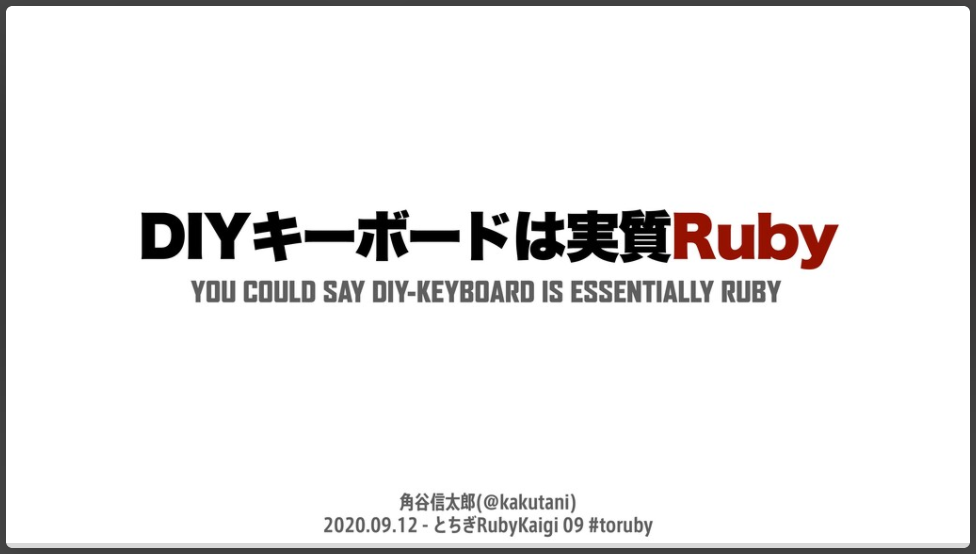 DIYキーボードは実質Ruby
YOU COULD SAY DIY-KEYBOARD IS ESSENTIALLY RUBY
角谷信太郎(@kakutani)
2020.09.12 - とちぎRubyKaigi 09 #toruby